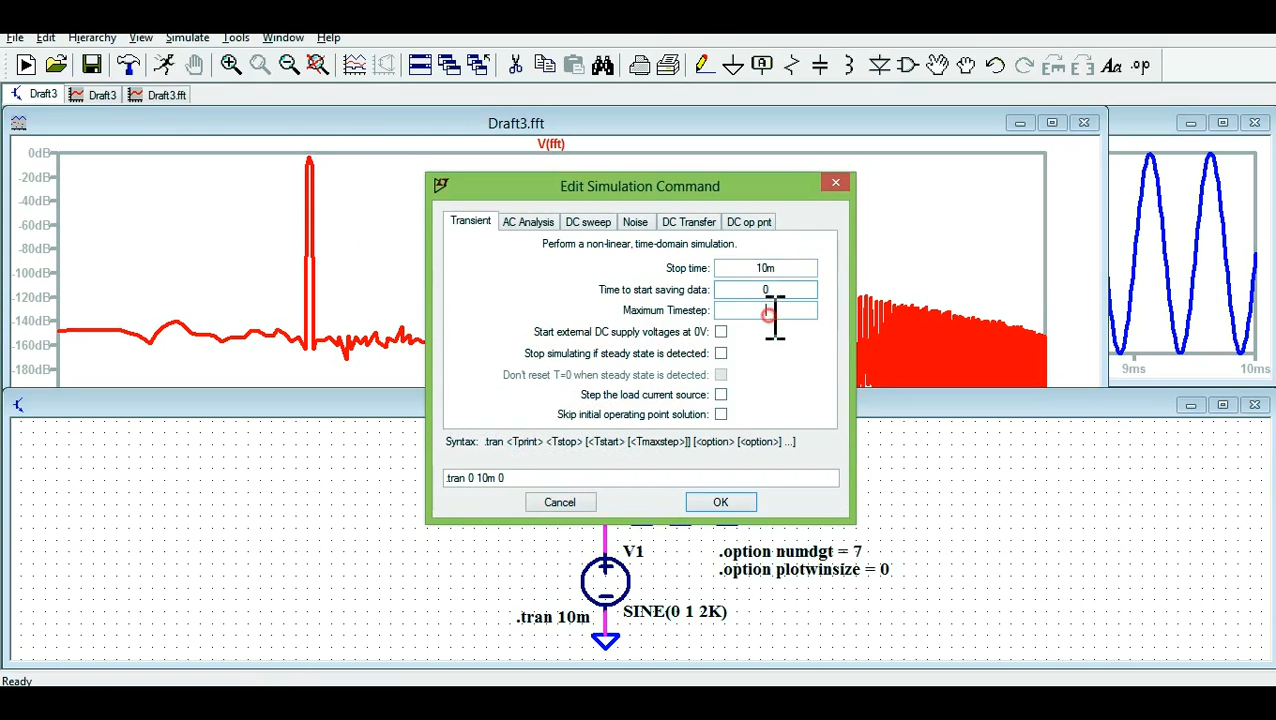 File Edit Hierarchy View Simulate Tools Window Help
Aa .op
Draft3 Draft3 Draft3.fft
Draft3.fft
V(fft)
0dB
-20dB
-40dB
-60dB
-80dB
-100dB
-120dB
-140dB
-160dB
-180dB
9ms 10ms
Edit Simulation Command
Transient AC Analysis DC sweep Noise DC Transfer DC op pnt
Perform a non-linear, time-domain simulation.
Stop time: 10m
Time to start saving data: 0
Maximum Timestep:
Start external DC supply voltages at 0V:
Stop simulating if steady state is detected:
Don't reset T=0 when steady state is detected:
Step the load current source:
Skip initial operating point solution:
Syntax: .tran <Tprint> <Tstop> [<Tstart> [<Tmaxstep>]] [<option> [<option>] ...]
.tran 0 10m 0
Cancel OK
V1
.option numdgt = 7
.option plotwinsize = 0
SINE(0 1 2K)
.tran 10m
Ready